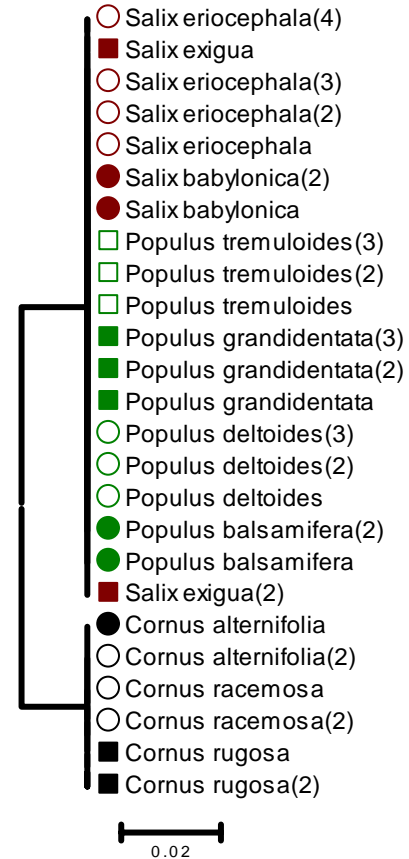 Salix eriocephala(4)
Salix exigua
Salix eriocephala(3)
Salix eriocephala(2)
Salix eriocephala
Salix babylonica(2)
Salix babylonica
Populus tremuloides(3)
Populus tremuloides(2)
Populus tremuloides
Populus grandidentata(3)
Populus grandidentata(2)
Populus grandidentata
Populus deltoides(3)
Populus deltoides(2)
Populus deltoides
Populus balsamifera(2)
Populus balsamifera
Salix exigua(2)
Cornus alternifolia
Cornus alternifolia(2)
Cornus racemosa
Cornus racemosa(2)
Cornus rugosa
Cornus rugosa(2)
0.02